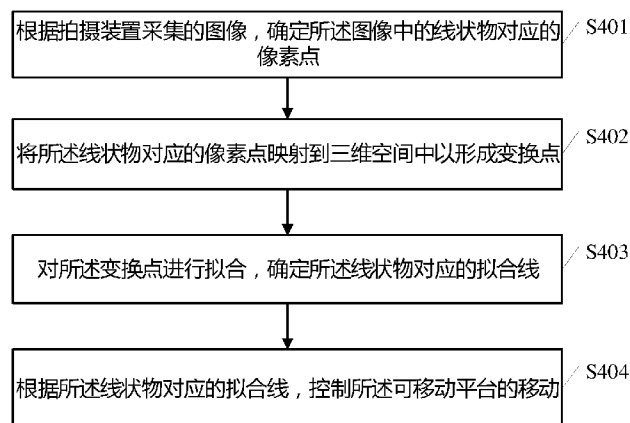 根据拍摄装置采集的图像，确定所述图像中的线状物对应的
像素点
S401
将所述线状物对应的像素点映射到三维空间中以形成变换点
S402
对所述变换点进行拟合，确定所述线状物对应的拟合线
S403
根据所述线状物对应的拟合线，控制所述可移动平台的移动
S404